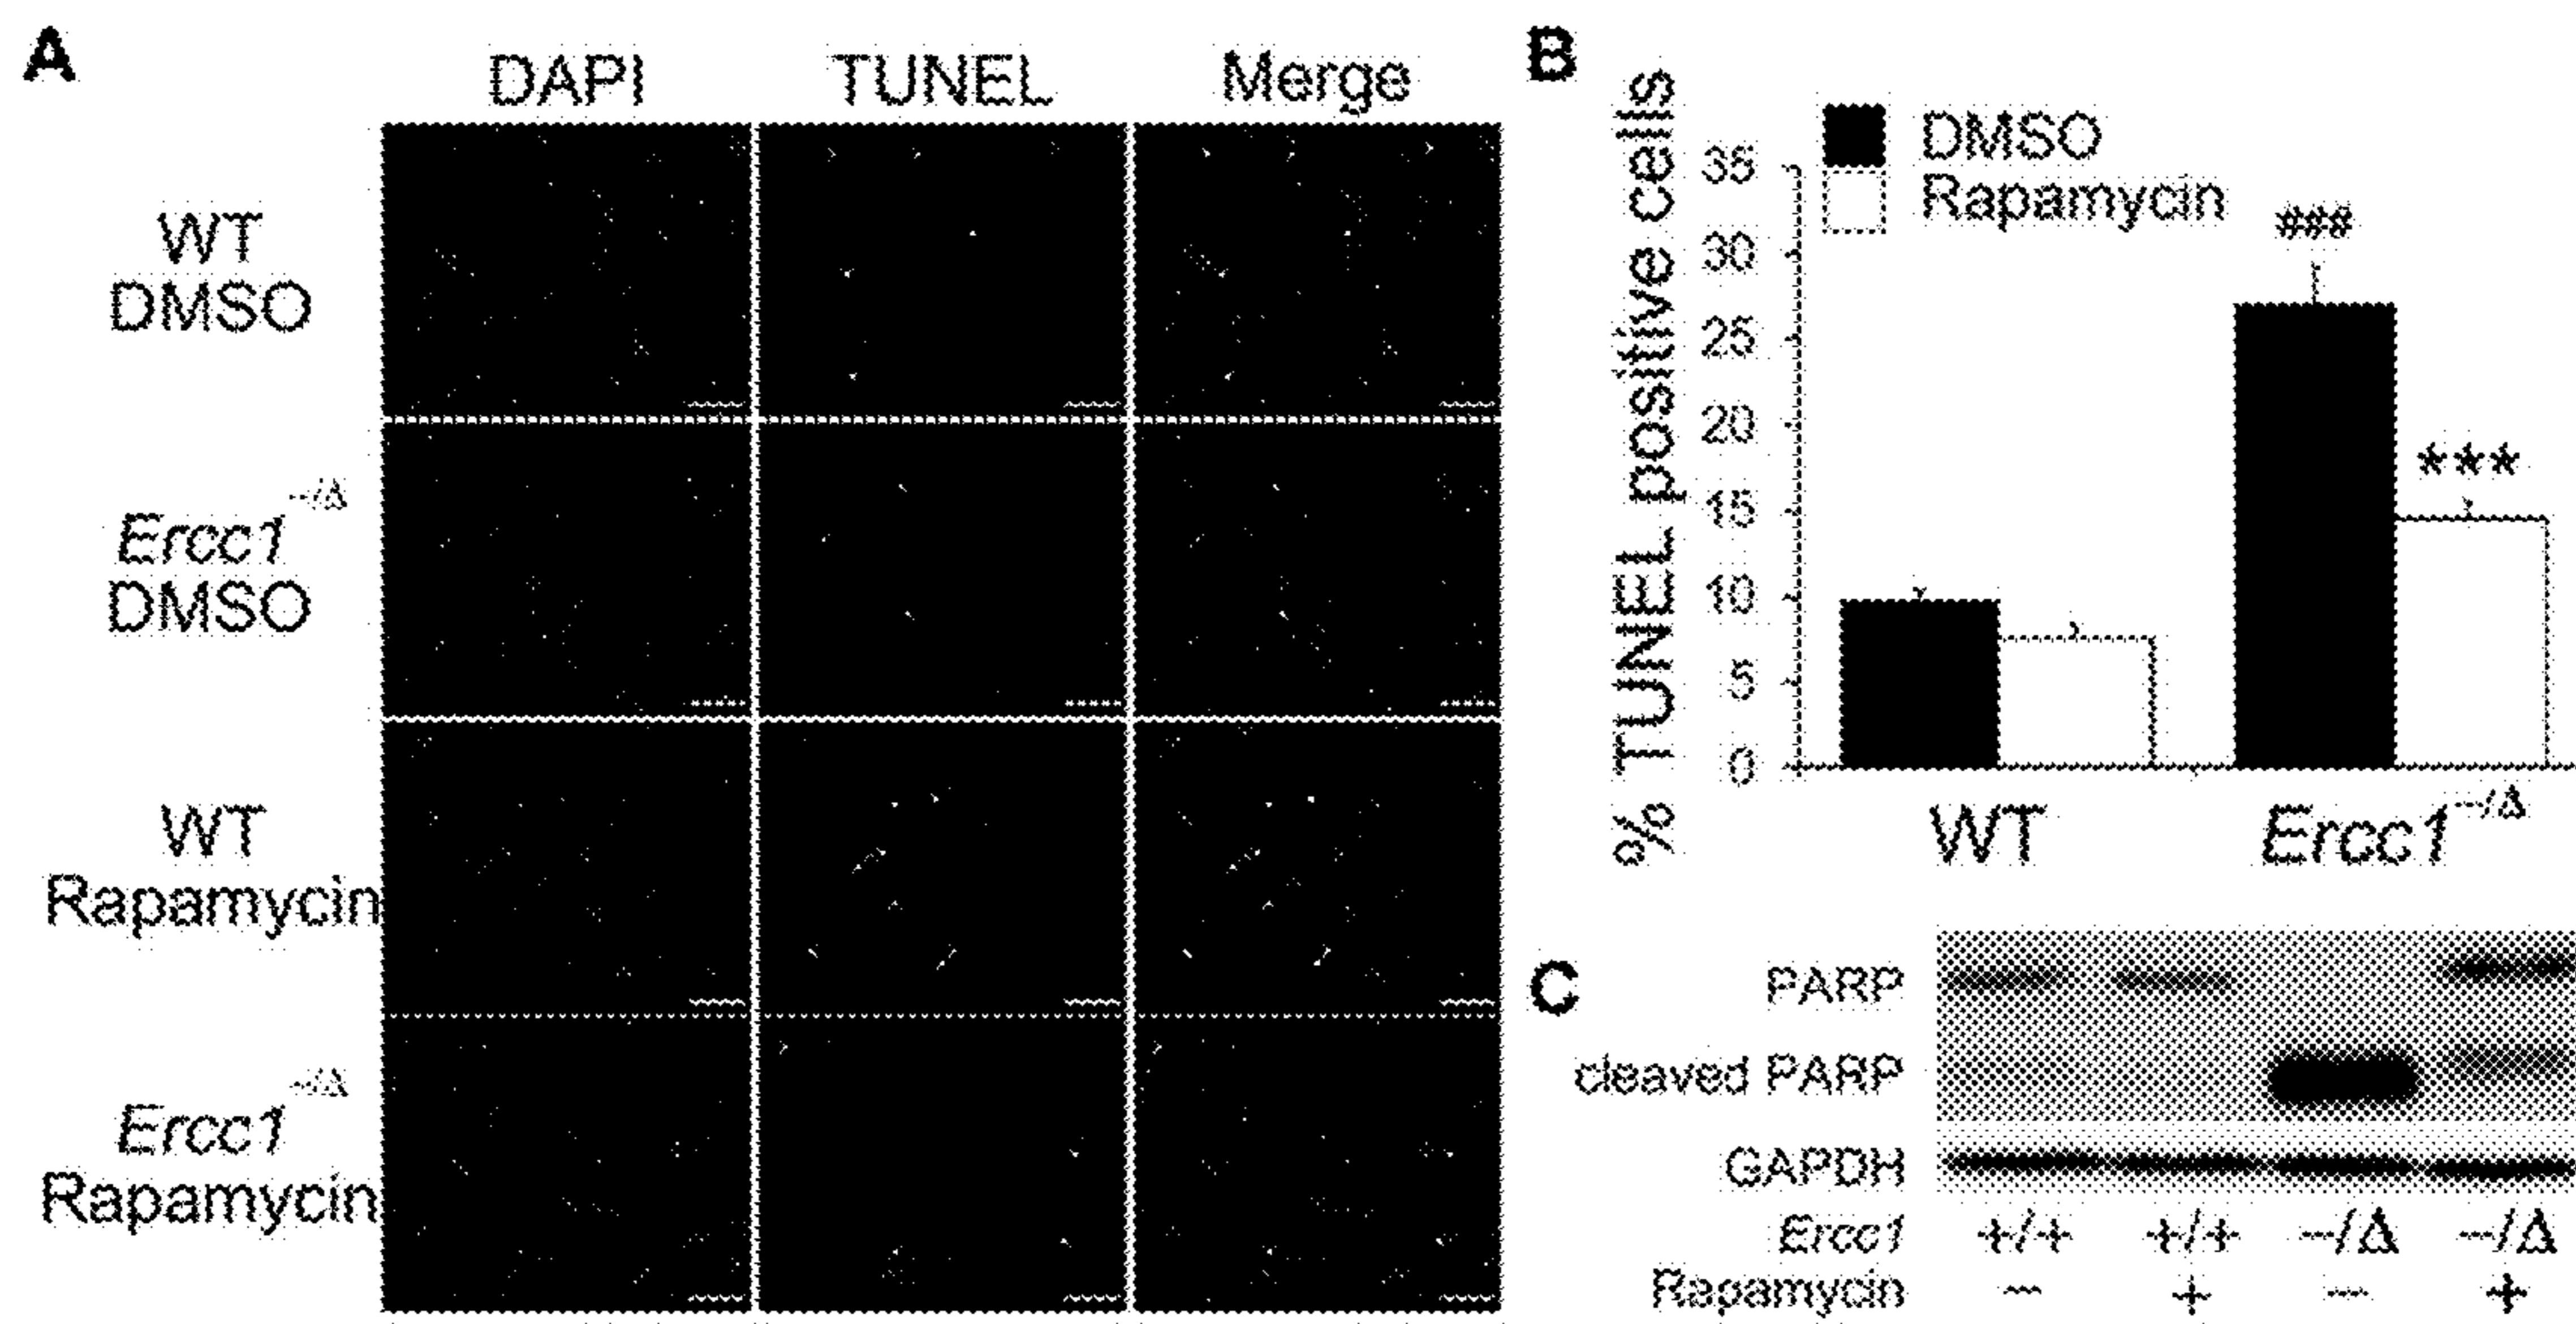 A
DAPI TUNEL Merge
WT
DMSO
Ercc1 -/Δ
DMSO
WT
Rapamycin
Ercc1 -/Δ
Rapamycin
B
% TUNEL positive cells
DMSO
Rapamycin
35
30
25
20
15
10
5
0
###
***
WT Ercc1 -/Δ
C
PARP
cleaved PARP
GAPDH
Ercc1 +/+ +/+ -/Δ -/Δ
Rapamycin - + - +